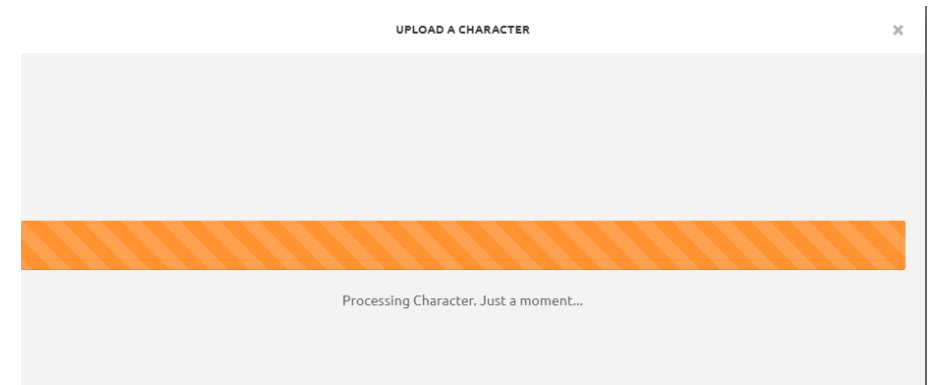 UPLOAD A CHARACTER
Processing Character. Just a moment...